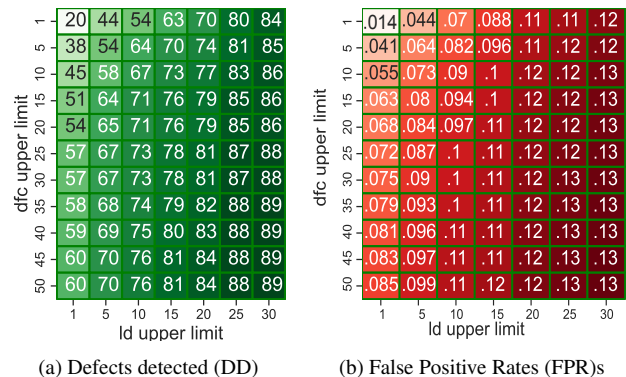 1 20 44 54 63 70 80 84
5 38 54 64 70 74 81 85
10 45 58 67 73 77 83 86
15 51 64 71 76 79 85 86
20 54 65 71 76 79 85 86
25 57 67 73 78 81 87 88
30 57 67 73 78 81 87 88
35 58 68 74 79 82 88 89
40 59 69 75 80 83 88 89
45 60 70 76 81 84 88 89
50 60 70 76 81 84 88 89
1 5 10 15 20 25 30
dfc upper limit
ld upper limit
(a) Defects detected (DD)
1 .014 .044 .07 .088 .11 .11 .12
5 .041 .064 .082 .096 .11 .11 .12
10 .055 .073 .09 .1 .12 .12 .12
15 .063 .08 .094 .1 .12 .12 .12
20 .068 .084 .097 .11 .12 .12 .13
25 .072 .087 .1 .11 .12 .13 .13
30 .075 .09 .1 .11 .12 .13 .13
35 .079 .093 .1 .11 .12 .13 .13
40 .081 .096 .11 .11 .12 .13 .13
45 .083 .097 .11 .11 .12 .13 .13
50 .085 .099 .11 .12 .12 .13 .13
1 5 10 15 20 25 30
dfc upper limit
ld upper limit
(b) False Positive Rates (FPR)s